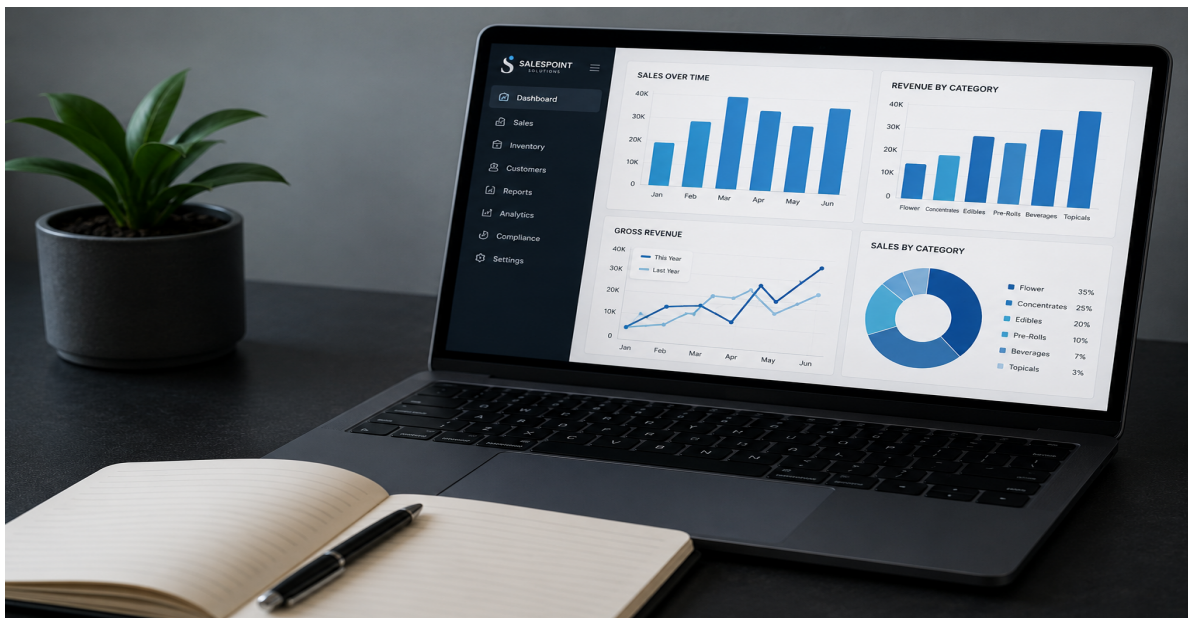 SALESPOINT
SOLUTIONS
Dashboard
Sales
Inventory
Customers
Reports
Analytics
Compliance
Settings
SALES OVER TIME
40K
30K
20K
10K
0
Jan Feb Mar Apr May Jun
REVENUE BY CATEGORY
40K
30K
20K
10K
0
Flower Concentrates Edibles Pre-Rolls Beverages Topicals
GROSS REVENUE
40K
30K
20K
10K
0
This Year
Last Year
Jan Feb Mar Apr May Jun
SALES BY CATEGORY
Flower 35%
Concentrates 25%
Edibles 20%
Pre-Rolls 10%
Beverages 7%
Topicals 3%